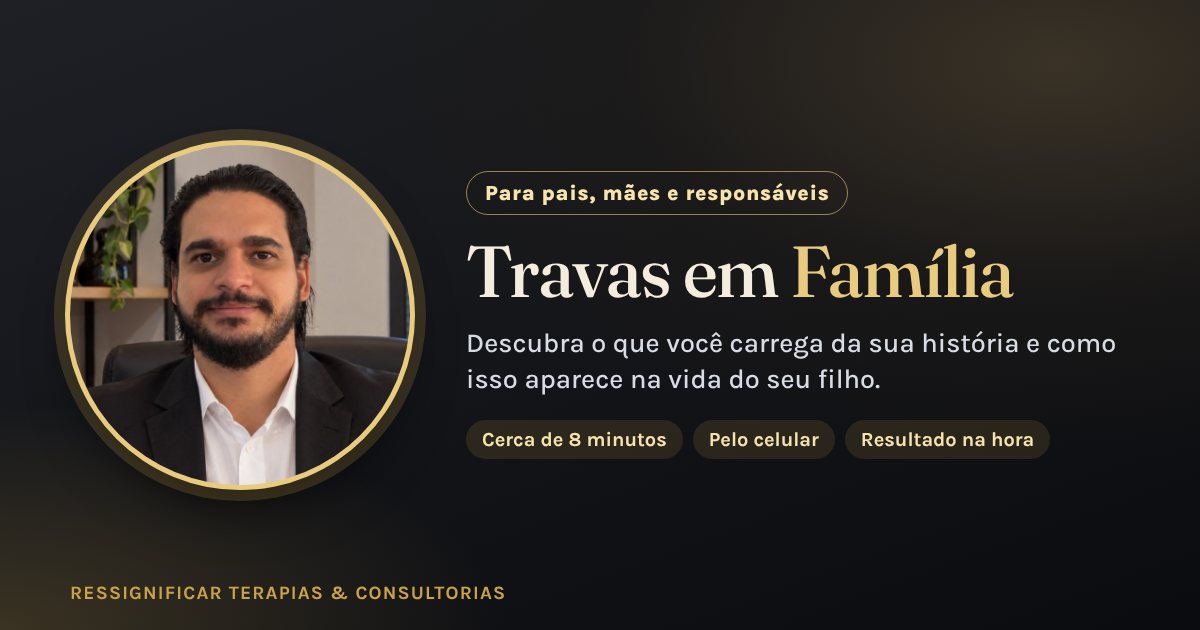 Para pais, mães e responsáveis
Travas em Família
Descubra o que você carrega da sua história e como
isso aparece na vida do seu filho.
Cerca de 8 minutos
Pelo celular
Resultado na hora
RESSIGNIFICAR TERAPIAS & CONSULTORIAS